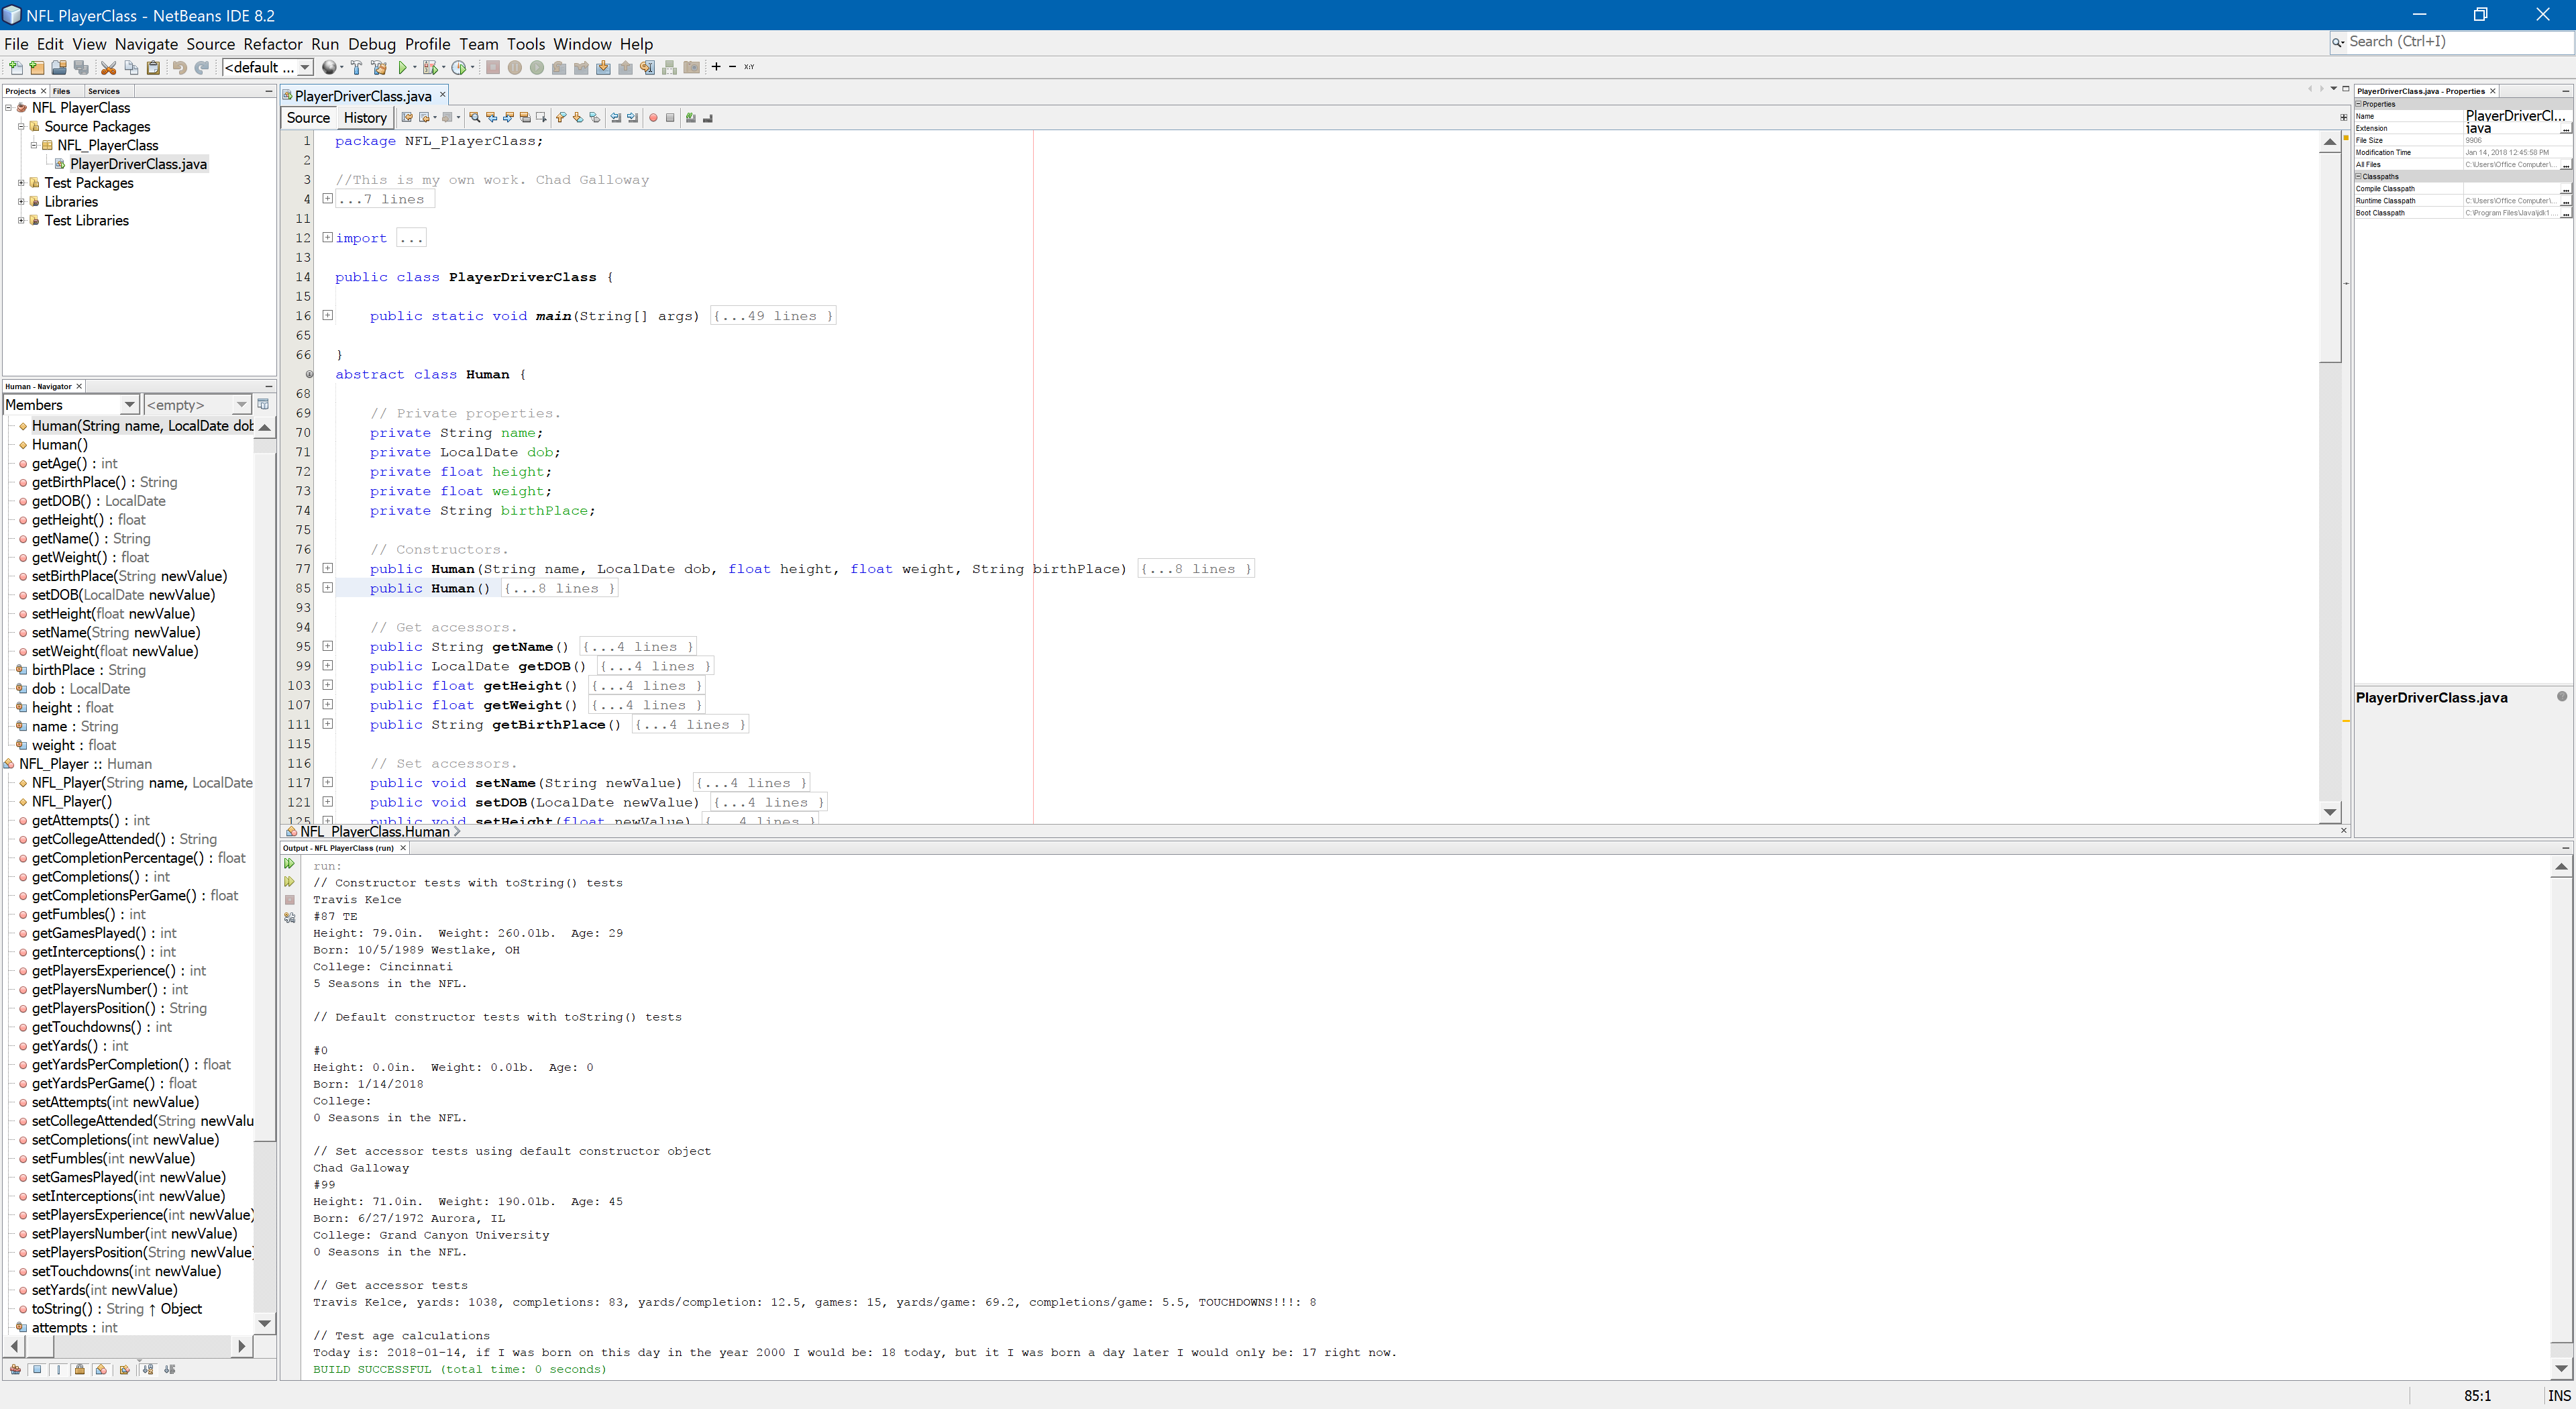 NFL PlayerClass - NetBeans IDE 8.2
File Edit View Navigate Source Refactor Run Debug Profile Team Tools Window Help
Search (Ctrl+I)
<default ...
Projects Files Services
NFL PlayerClass
Source Packages
NFL_PlayerClass
PlayerDriverClass.java
Test Packages
Libraries
Test Libraries
Human - Navigator
Members <empty>
Human(String name, LocalDate dob
Human()
getAge() : int
getBirthPlace() : String
getDOB() : LocalDate
getHeight() : float
getName() : String
getWeight() : float
setBirthPlace(String newValue)
setDOB(LocalDate newValue)
setHeight(float newValue)
setName(String newValue)
setWeight(float newValue)
birthPlace : String
dob : LocalDate
height : float
name : String
weight : float
NFL_Player :: Human
NFL_Player(String name, LocalDate
NFL_Player()
getAttempts() : int
getCollegeAttended() : String
getCompletionPercentage() : float
getCompletions() : int
getCompletionsPerGame() : float
getFumbles() : int
getGamesPlayed() : int
getInterceptions() : int
getPlayersExperience() : int
getPlayersNumber() : int
getPlayersPosition() : String
getTouchdowns() : int
getYards() : int
getYardsPerCompletion() : float
getYardsPerGame() : float
setAttempts(int newValue)
setCollegeAttended(String newValu
setCompletions(int newValue)
setFumbles(int newValue)
setGamesPlayed(int newValue)
setInterceptions(int newValue)
setPlayersExperience(int newValue)
setPlayersNumber(int newValue)
setPlayersPosition(String newValue)
setTouchdowns(int newValue)
setYards(int newValue)
toString() : String ↑ Object
attempts : int
PlayerDriverClass.java
Source History
1 package NFL_PlayerClass;
2
3 //This is my own work. Chad Galloway
4 ...7 lines
11
12 import ...
13
14 public class PlayerDriverClass {
15
16 public static void main(String[] args) {...49 lines }
65
66 }
abstract class Human {
68
69 // Private properties.
70 private String name;
71 private LocalDate dob;
72 private float height;
73 private float weight;
74 private String birthPlace;
75
76 // Constructors.
77 public Human(String name, LocalDate dob, float height, float weight, String birthPlace) {...8 lines }
85 public Human() {...8 lines }
93
94 // Get accessors.
95 public String getName() {...4 lines }
99 public LocalDate getDOB() {...4 lines }
103 public float getHeight() {...4 lines }
107 public float getWeight() {...4 lines }
111 public String getBirthPlace() {...4 lines }
115
116 // Set accessors.
117 public void setName(String newValue) {...4 lines }
121 public void setDOB(LocalDate newValue) {...4 lines }
125 public void setHeight(float newValue) {...4 lines }
NFL_PlayerClass.Human
Output - NFL PlayerClass (run)
run:
// Constructor tests with toString() tests
Travis Kelce
#87 TE
Height: 79.0in. Weight: 260.0lb. Age: 29
Born: 10/5/1989 Westlake, OH
College: Cincinnati
5 Seasons in the NFL.
// Default constructor tests with toString() tests
#0
Height: 0.0in. Weight: 0.0lb. Age: 0
Born: 1/14/2018
College:
0 Seasons in the NFL.
// Set accessor tests using default constructor object
Chad Galloway
#99
Height: 71.0in. Weight: 190.0lb. Age: 45
Born: 6/27/1972 Aurora, IL
College: Grand Canyon University
0 Seasons in the NFL.
// Get accessor tests
Travis Kelce, yards: 1038, completions: 83, yards/completion: 12.5, games: 15, yards/game: 69.2, completions/game: 5.5, TOUCHDOWNS!!!: 8
// Test age calculations
Today is: 2018-01-14, if I was born on this day in the year 2000 I would be: 18 today, but it I was born a day later I would only be: 17 right now.
BUILD SUCCESSFUL (total time: 0 seconds)
PlayerDriverClass.java - Properties
Properties
Name PlayerDriverCl...
Extension java
File Size 9906
Modification Time Jan 14, 2018 12:45:58 PM
All Files C:\Users\Office Computer\...
Classpaths
Compile Classpath
Runtime Classpath C:\Users\Office Computer\...
Boot Classpath C:\Program Files\Java\jdk1....
PlayerDriverClass.java
85:1 INS